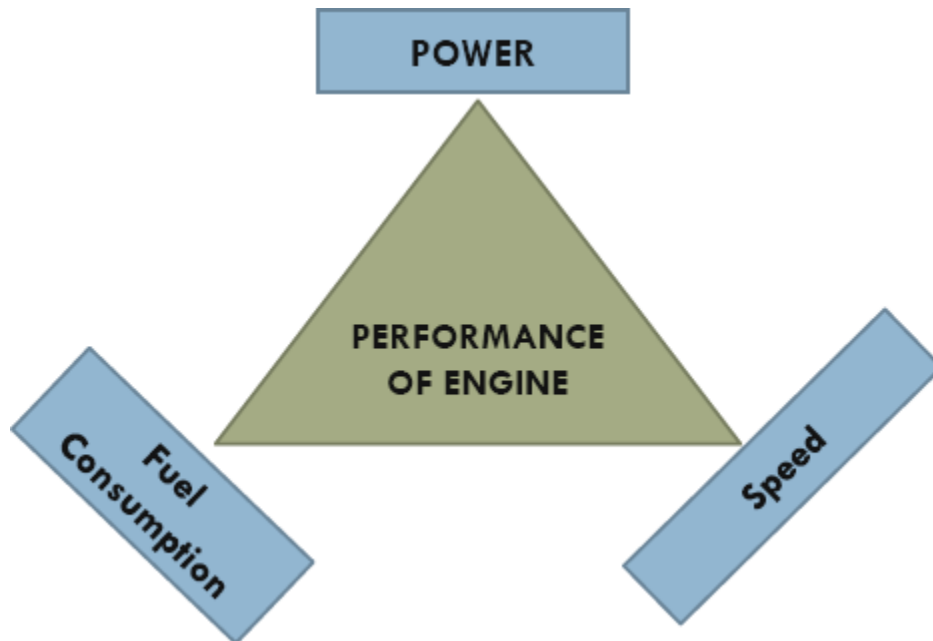 POWER
PERFORMANCE
OF ENGINE
Fuel
Consumption
Speed